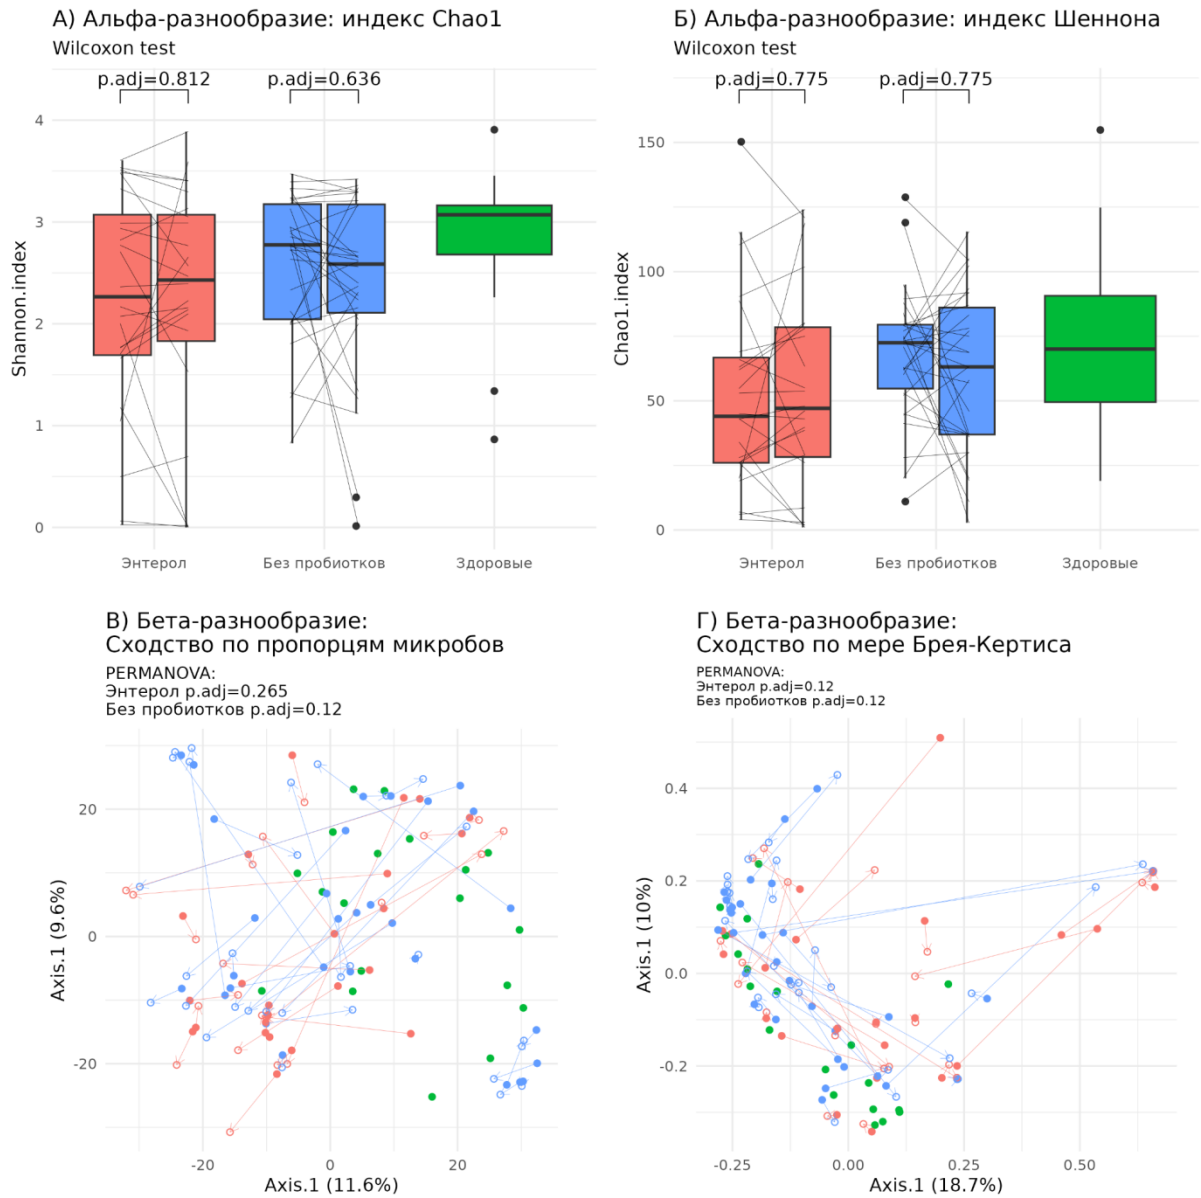 А) Альфа-разнообразие: индекс Chao1
Wilcoxon test
p.adj=0.812
p.adj=0.636
Shannon.index
4
3
2
1
0
Энтерол
Без пробиотков
Здоровые
Б) Альфа-разнообразие: индекс Шеннона
Wilcoxon test
p.adj=0.775
p.adj=0.775
Chao1.index
150
100
50
0
Энтерол
Без пробиотков
Здоровые
В) Бета-разнообразие:
Сходство по пропорцям микробов
PERMANOVA:
Энтерол p.adj=0.265
Без пробиотков p.adj=0.12
Axis.1 (9.6%)
20
0
-20
-20
0
20
Axis.1 (11.6%)
Г) Бета-разнообразие:
Сходство по мере Брея-Кертиса
PERMANOVA:
Энтерол p.adj=0.12
Без пробиотков p.adj=0.12
Axis.1 (10%)
0.4
0.2
0.0
-0.2
-0.25
0.00
0.25
0.50
Axis.1 (18.7%)